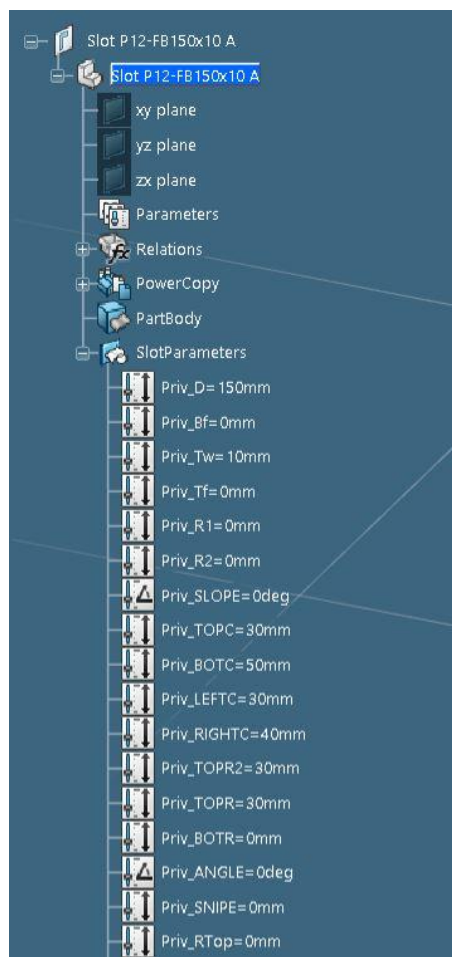 Slot P12-FB150x10 A
Slot P12-FB150x10 A
xy plane
yz plane
zx plane
Parameters
Relations
PowerCopy
PartBody
SlotParameters
Priv_D=150mm
Priv_Bf=0mm
Priv_Tw=10mm
Priv_Tf=0mm
Priv_R1=0mm
Priv_R2=0mm
Priv_SLOPE=0deg
Priv_TOPC=30mm
Priv_BOTC=50mm
Priv_LEFTC=30mm
Priv_RIGHTC=40mm
Priv_TOPR2=30mm
Priv_TOPR=30mm
Priv_BOTR=0mm
Priv_ANGLE=0deg
Priv_SNIPE=0mm
Priv_RTop=0mm